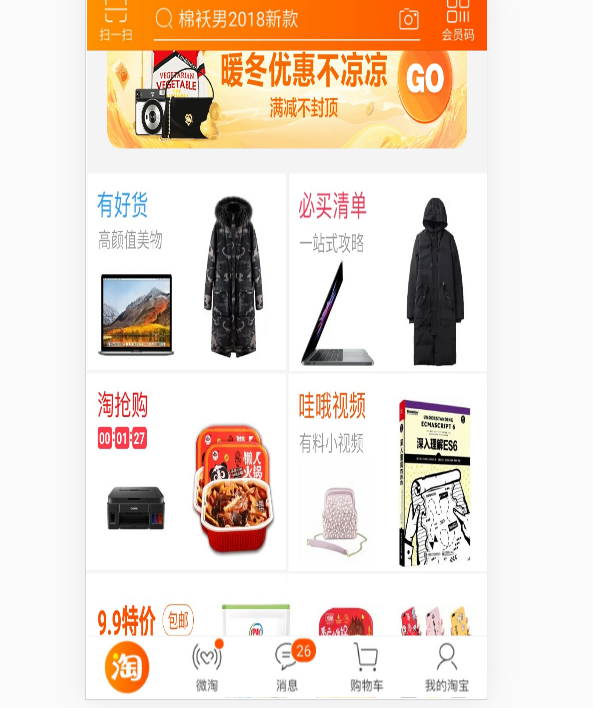 扫一扫
棉袄男2018新款
会员码
VEGETARIAN
VEGETABLE
暖冬优惠不凉凉
满减不封顶
GO
有好货
高颜值美物
必买清单
一站式攻略
淘抢购
00:01:27
懒人火锅
Canon
哇哦视频
有料小视频
UNDERSTANDING
ECMASCRIPT 6
深入理解ES6
9.9特价
包邮
淘
微淘
26
消息
购物车
我的淘宝